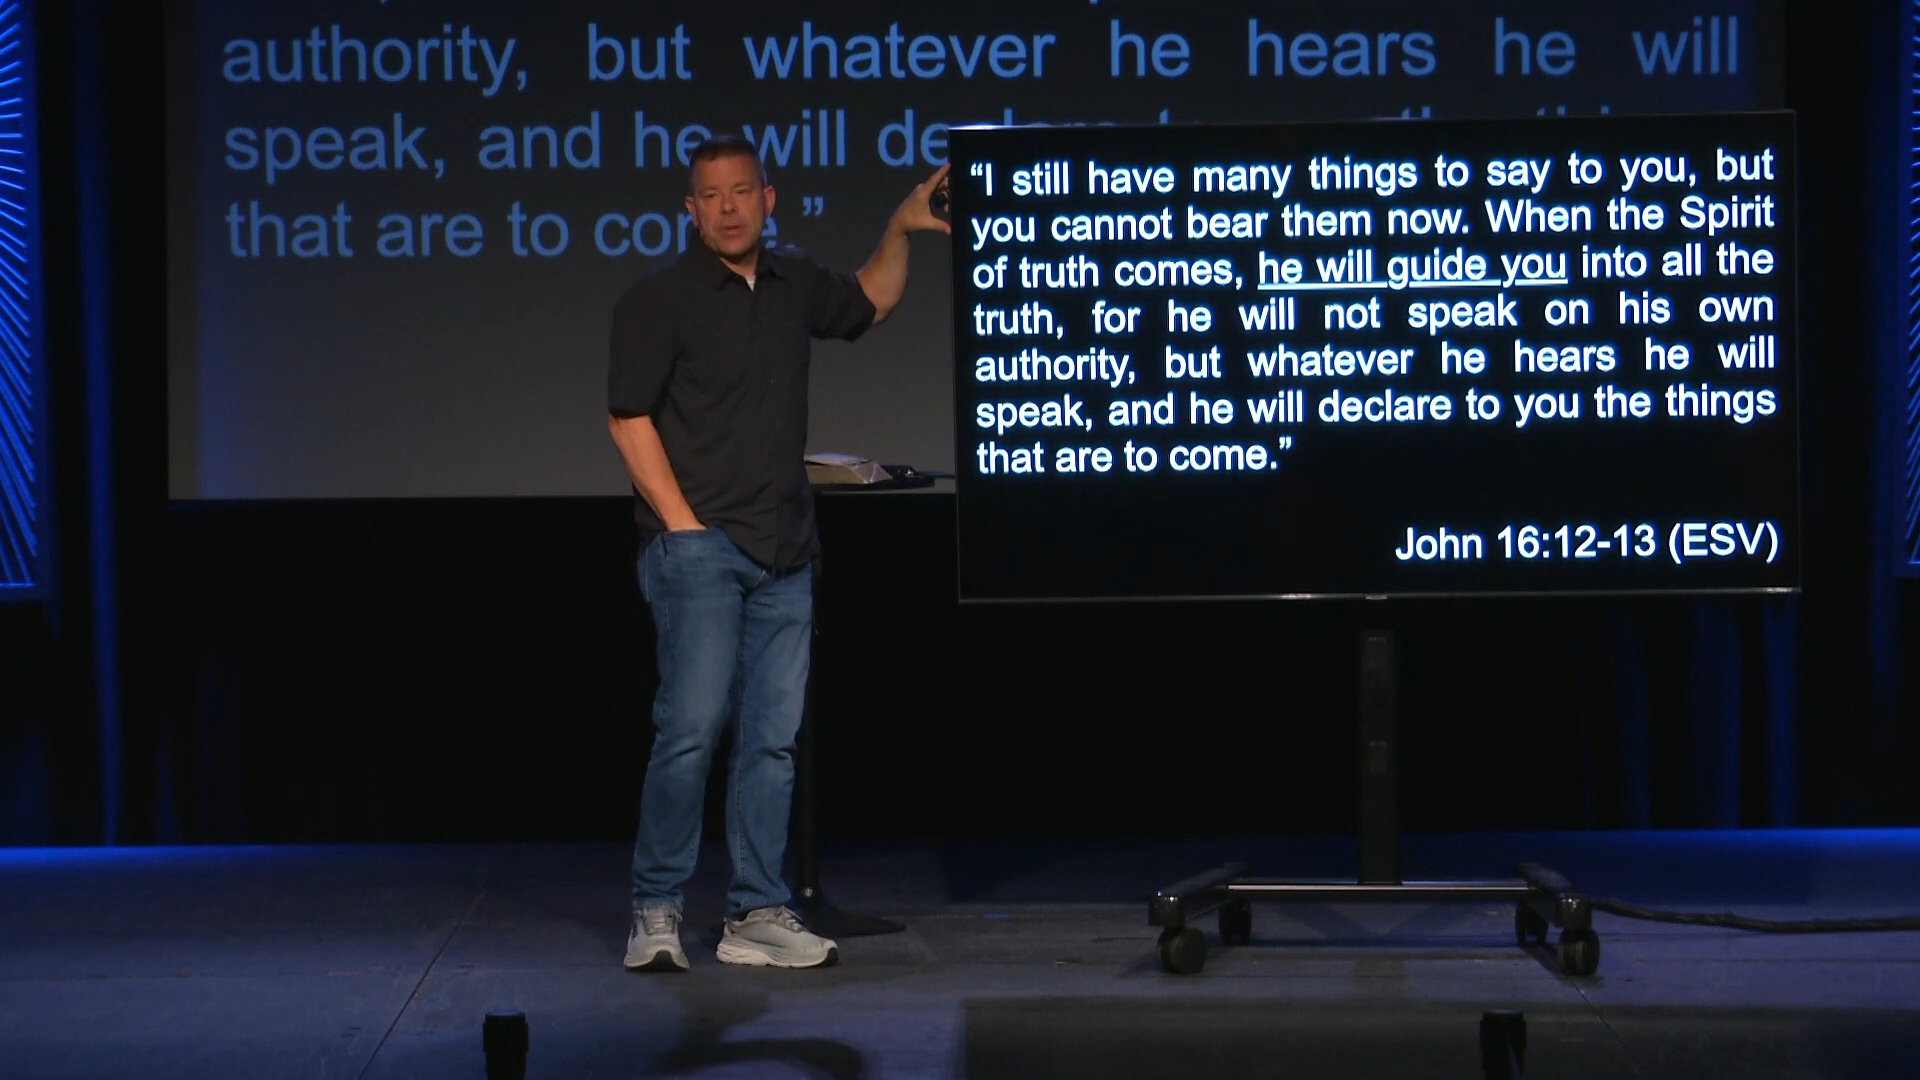 authority, but whatever he hears he will
speak, and he will
that are to
“I still have many things to say to you, but
you cannot bear them now. When the Spirit
of truth comes, he will guide you into all the
truth, for he will not speak on his own
authority, but whatever he hears he will
speak, and he will declare to you the things
that are to come.”
John 16:12-13 (ESV)